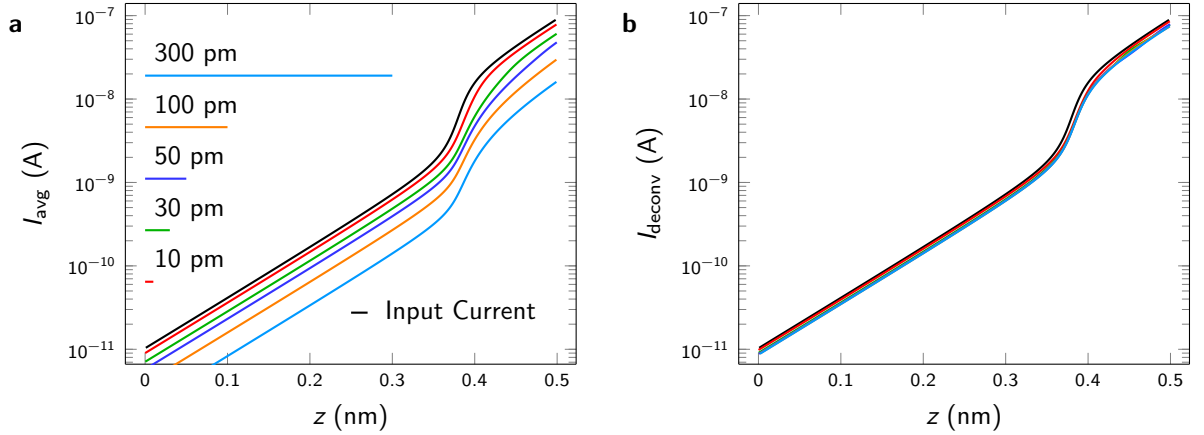 a
10⁻⁷
10⁻⁸
10⁻⁹
10⁻¹⁰
10⁻¹¹
I_avg (A)
300 pm
100 pm
50 pm
30 pm
10 pm
Input Current
0 0.1 0.2 0.3 0.4 0.5
z (nm)
b
10⁻⁷
10⁻⁸
10⁻⁹
10⁻¹⁰
10⁻¹¹
I_deconv (A)
0 0.1 0.2 0.3 0.4 0.5
z (nm)